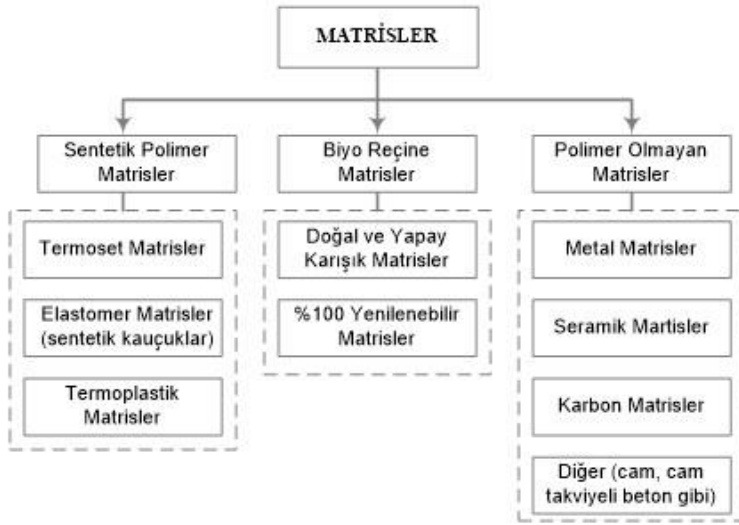 MATRİSLER
Sentetik Polimer
Matrisler
Termoset Matrisler
Elastomer Matrisler
(sentetik kauçuklar)
Termoplastik
Matrisler
Biyo Reçine
Matrisler
Doğal ve Yapay
Karışık Matrisler
%100 Yenilenebilir
Matrisler
Polimer Olmayan
Matrisler
Metal Matrisler
Seramik Martisler
Karbon Matrisler
Diğer (cam, cam
takviyeli beton gibi)